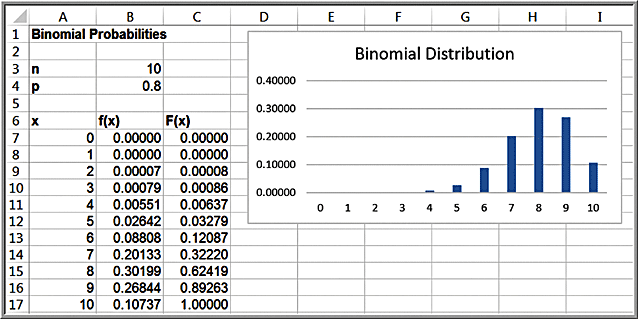 A B C D E F G H I
1 Binomial Probabilities
2
3 n 10
4 p 0.8
5
6 x f(x) F(x)
7 0 0.00000 0.00000
8 1 0.00000 0.00000
9 2 0.00007 0.00008
10 3 0.00079 0.00086
11 4 0.00551 0.00637
12 5 0.02642 0.03279
13 6 0.08808 0.12087
14 7 0.20133 0.32220
15 8 0.30199 0.62419
16 9 0.26844 0.89263
17 10 0.10737 1.00000
Binomial Distribution
0.40000
0.30000
0.20000
0.10000
0.00000
0 1 2 3 4 5 6 7 8 9 10